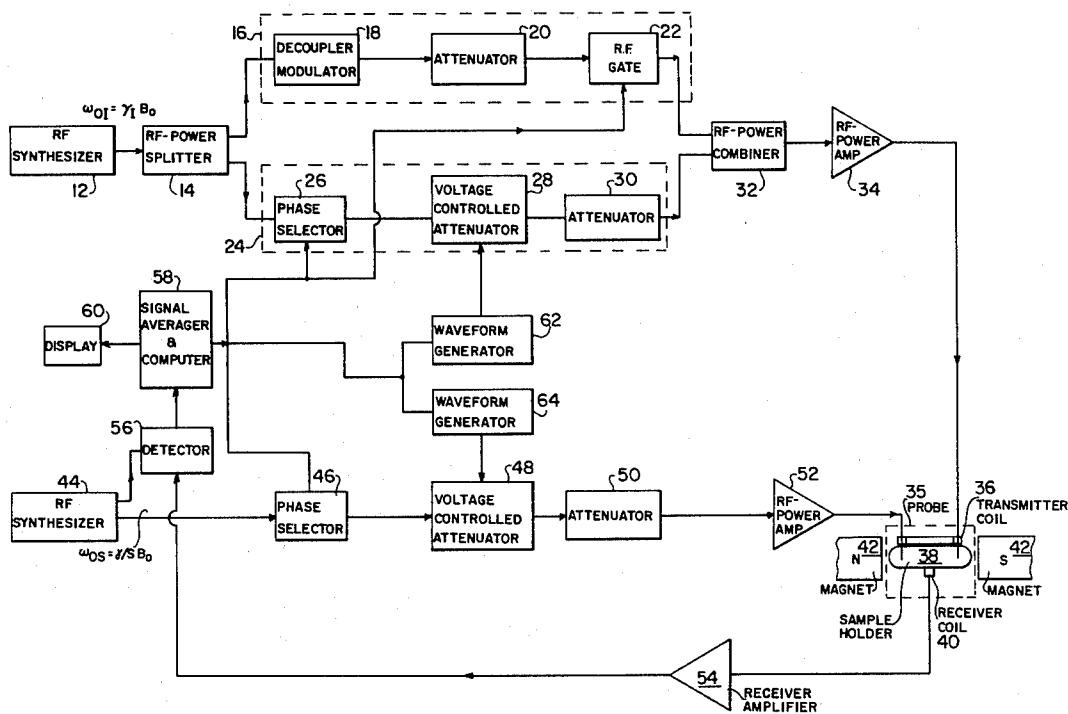 16
DECOUPLER
MODULATOR
18
ATTENUATOR
20
R.F.
GATE
22
ω₀I = γI B₀
RF
SYNTHESIZER
12
RF-POWER
SPLITTER
14
RF-POWER
COMBINER
32
RF-
POWER
AMP
34
24
PHASE
SELECTOR
26
VOLTAGE
CONTROLLED
ATTENUATOR
28
ATTENUATOR
30
58
SIGNAL
AVERAGER
&
COMPUTER
60
DISPLAY
WAVEFORM
GENERATOR
62
WAVEFORM
GENERATOR
64
56
DETECTOR
44
RF
SYNTHESIZER
ω₀S = γ/S B₀
46
PHASE
SELECTOR
48
VOLTAGE
CONTROLLED
ATTENUATOR
50
ATTENUATOR
52
RF-
POWER
AMP.
35
PROBE
36
TRANSMITTER
COIL
42
N
MAGNET
38
42
S
MAGNET
SAMPLE
HOLDER
RECEIVER
COIL
40
54
RECEIVER
AMPLIFIER